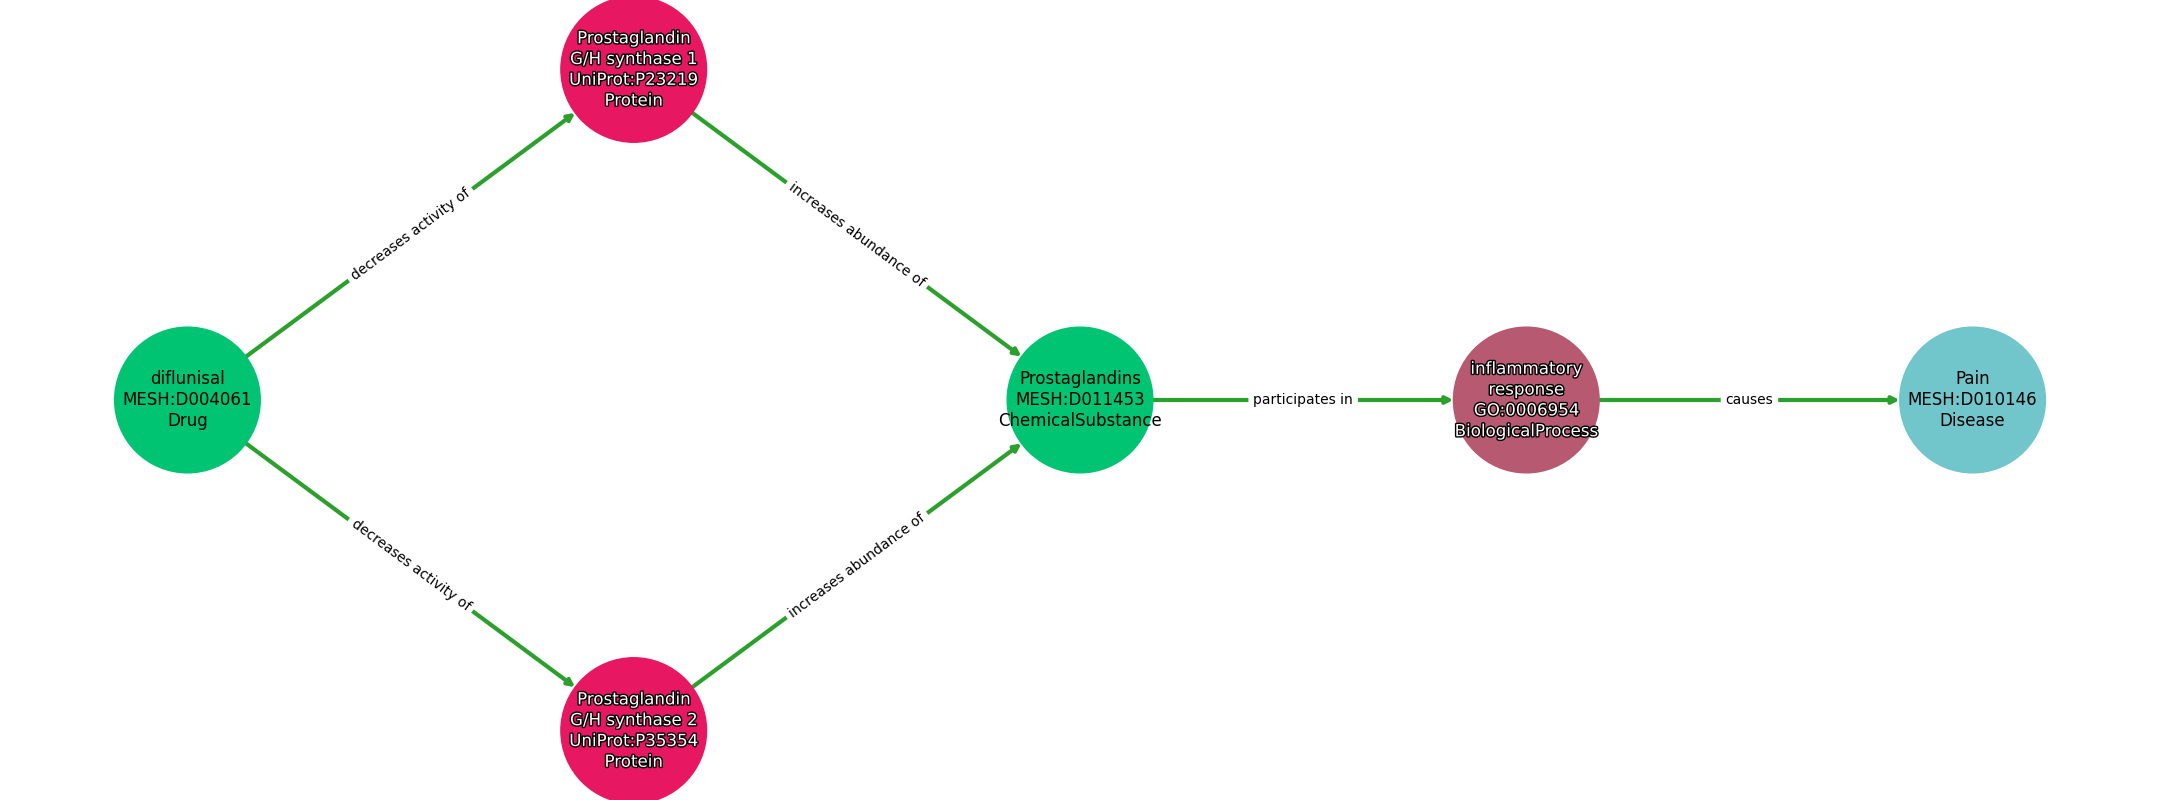 Prostaglandin
G/H synthase 1
UniProt:P23219
Protein
decreases activity of
increases abundance of
diflunisal
MESH:D004061
Drug
Prostaglandins
MESH:D011453
ChemicalSubstance
participates in
inflammatory
response
GO:0006954
BiologicalProcess
causes
Pain
MESH:D010146
Disease
decreases activity of
increases abundance of
Prostaglandin
G/H synthase 2
UniProt:P35354
Protein